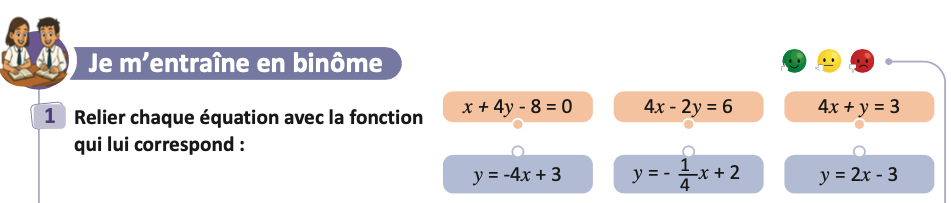 Je m'entraîne en binôme
1 Relier chaque équation avec la fonction
qui lui correspond :
x + 4y - 8 = 0
4x - 2y = 6
4x + y = 3
y = -4x + 3
y = - 1/4 x + 2
y = 2x - 3